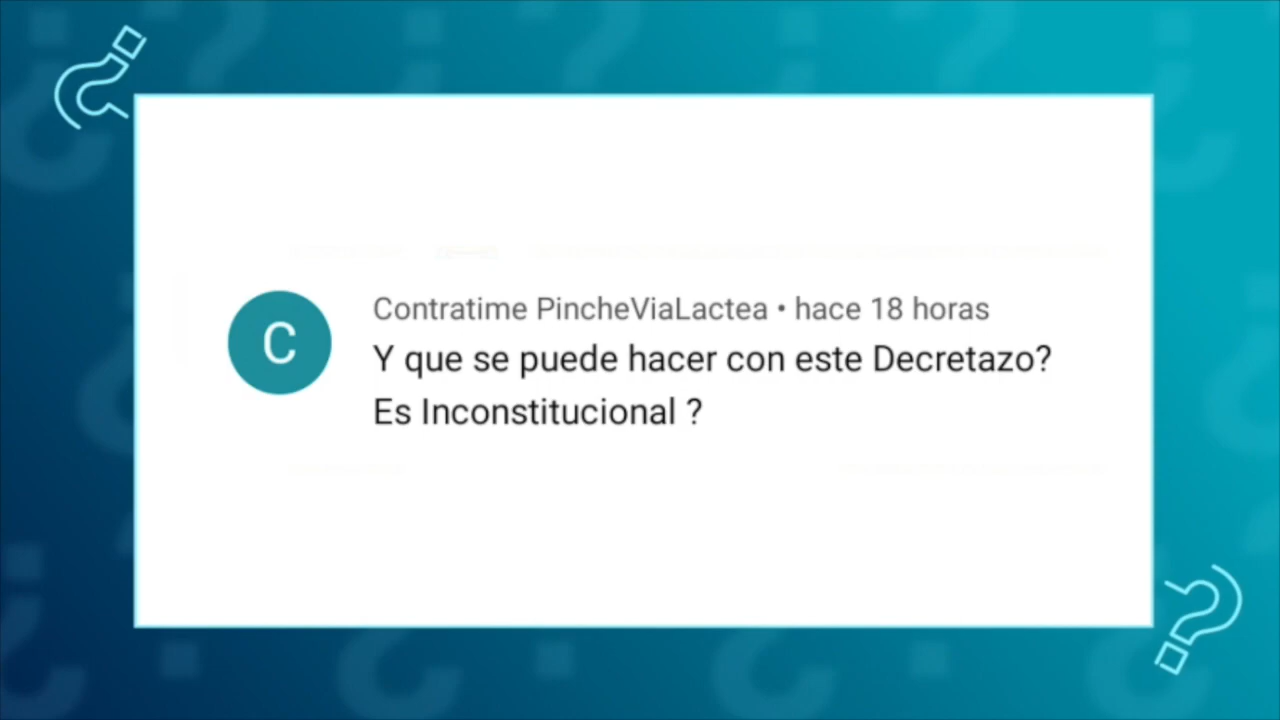 C
Contratime PincheViaLactea • hace 18 horas
Y que se puede hacer con este Decretazo?
Es Inconstitucional ?